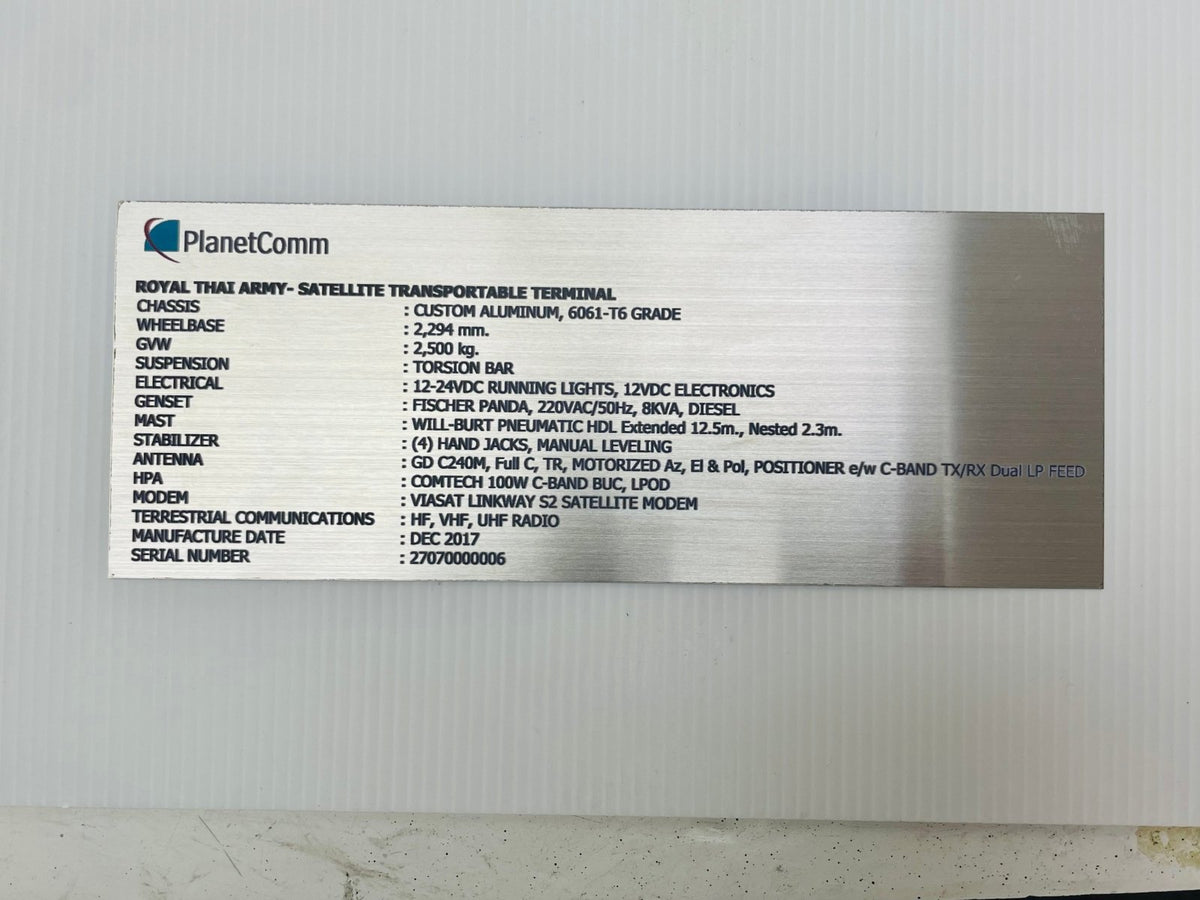 PlanetComm
ROYAL THAI ARMY- SATELLITE TRANSPORTABLE TERMINAL
CHASSIS : CUSTOM ALUMINUM, 6061-T6 GRADE
WHEELBASE : 2,294 mm.
GVW : 2,500 kg.
SUSPENSION : TORSION BAR
ELECTRICAL : 12-24VDC RUNNING LIGHTS, 12VDC ELECTRONICS
GENSET : FISCHER PANDA, 220VAC/50Hz, 8KVA, DIESEL
MAST : WILL-BURT PNEUMATIC HDL Extended 12.5m., Nested 2.3m.
STABILIZER : (4) HAND JACKS, MANUAL LEVELING
ANTENNA : GD C240M, Full C, TR, MOTORIZED Az, El & Pol, POSITIONER e/w C-BAND TX/RX Dual LP FEED
HPA : COMTECH 100W C-BAND BUC, LPOD
MODEM : VIASAT LINKWAY S2 SATELLITE MODEM
TERRESTRIAL COMMUNICATIONS : HF, VHF, UHF RADIO
MANUFACTURE DATE : DEC 2017
SERIAL NUMBER : 27070000006